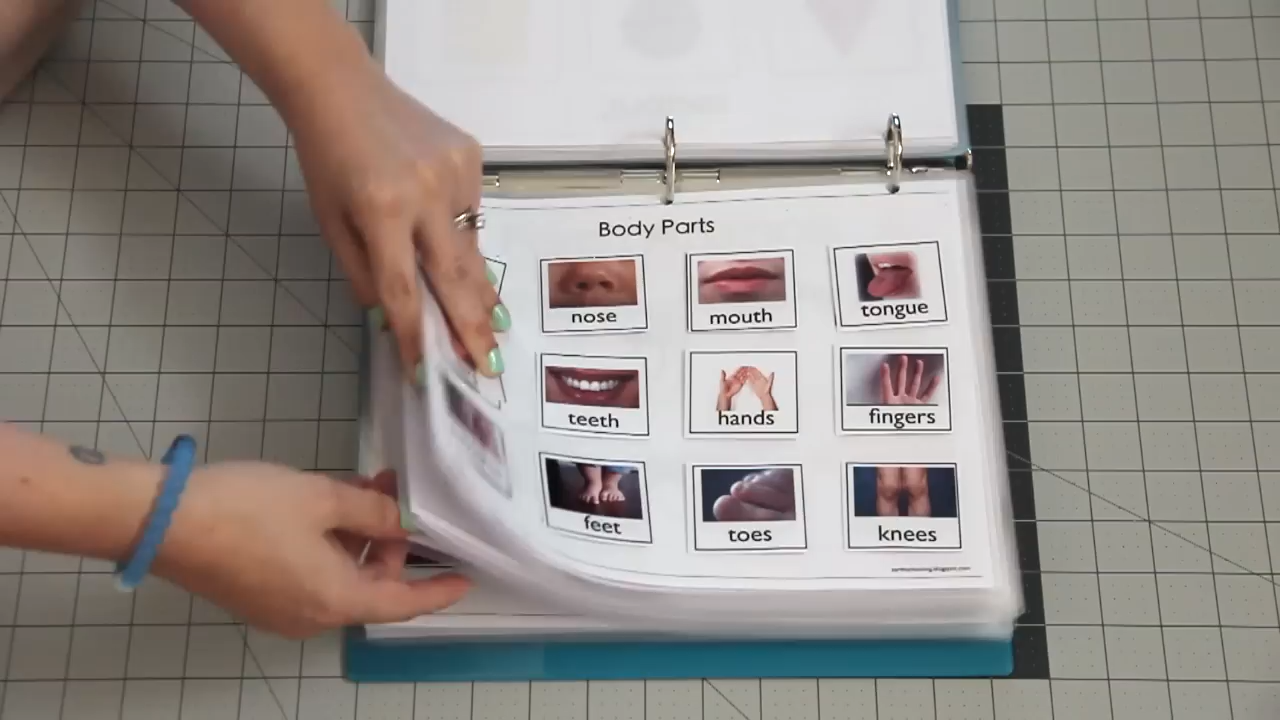 Body Parts
nose
mouth
tongue
teeth
hands
fingers
feet
toes
knees